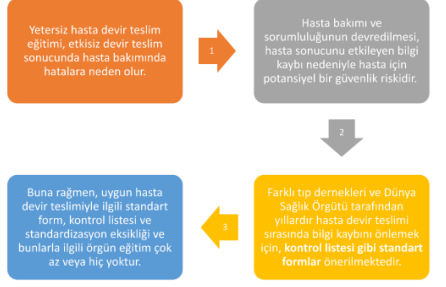 Yetersiz hasta devir teslim
eğitimi, etkisiz devir teslim
sonucunda hasta bakımında
hatalara neden olur.
1
Hasta bakımı ve
sorumluluğunun devredilmesi,
hasta sonucunu etkileyen bilgi
kaybı nedeniyle hasta için
potansiyel bir güvenlik riskidir.
2
Farklı tıp dernekleri ve Dünya
Sağlık Örgütü tarafından
yıllardır hasta devir teslimi
sırasında bilgi kaybını önlemek
için, kontrol listesi gibi standart
formlar önerilmektedir.
3
Buna rağmen, uygun hasta
devir teslimiyle ilgili standart
form, kontrol listesi ve
standardizasyon eksikliği ve
bunlarla ilgili örgün eğitim çok
az veya hiç yoktur.